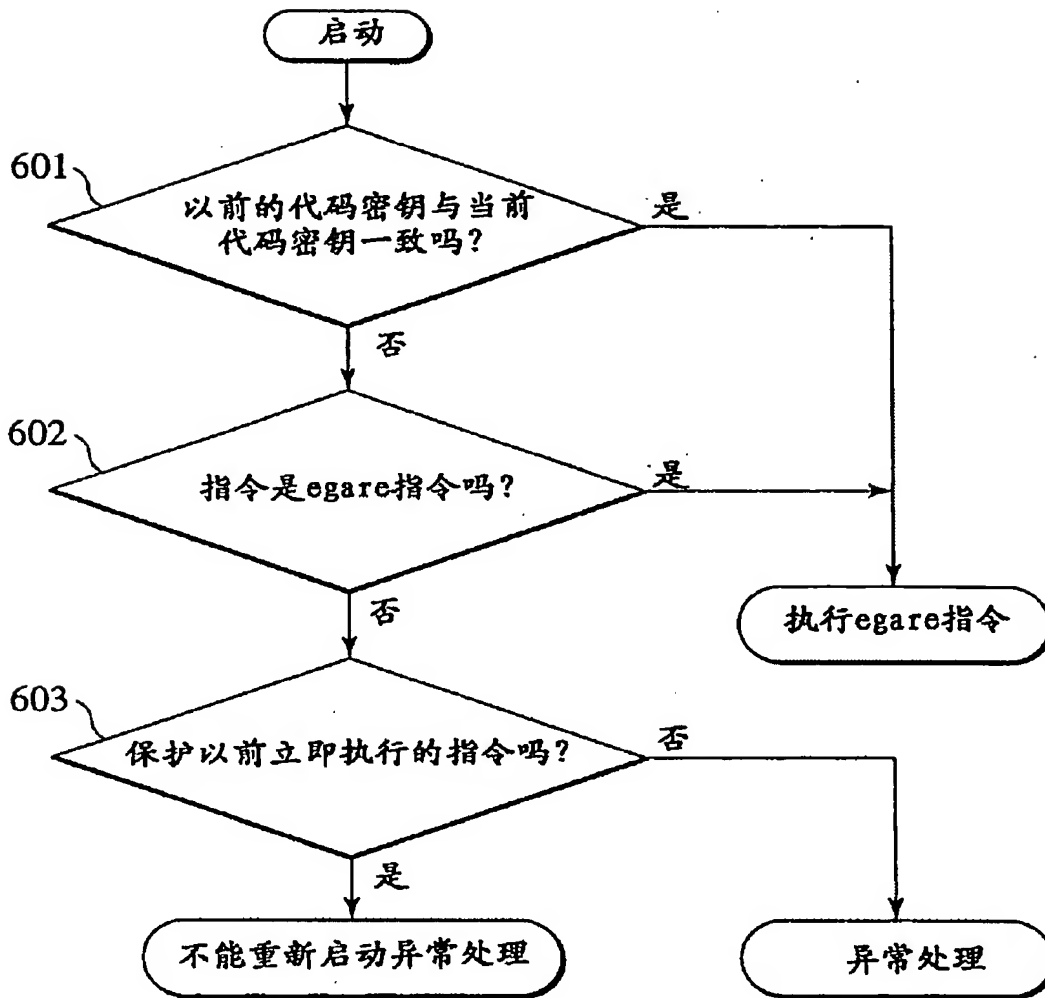 启动
601
以前的代码密钥与当前
代码密钥一致吗?
是
否
602
指令是egare指令吗?
是
否
执行egare指令
603
保护以前立即执行的指令吗?
否
是
不能重新启动异常处理
异常处理